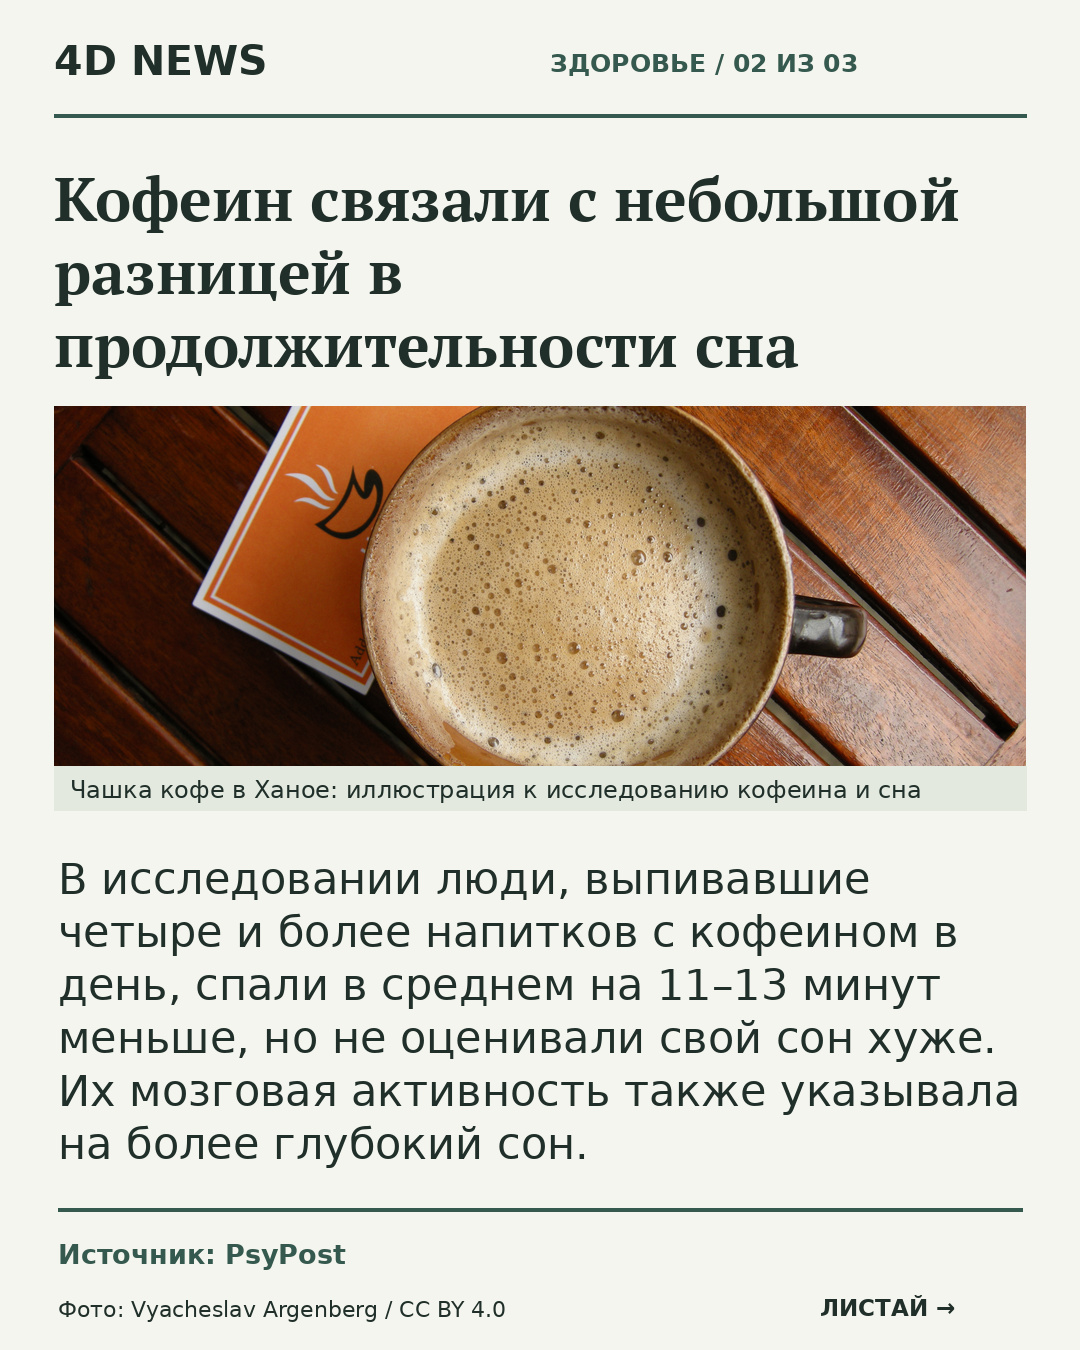 4D NEWS
ЗДОРОВЬЕ / 02 ИЗ 03
Кофеин связали с небольшой
разницей в
продолжительности сна
Чашка кофе в Ханое: иллюстрация к исследованию кофеина и сна
В исследовании люди, выпивавшие
четыре и более напитков с кофеином в
день, спали в среднем на 11–13 минут
меньше, но не оценивали свой сон хуже.
Их мозговая активность также указывала
на более глубокий сон.
Источник: PsyPost
Фото: Vyacheslav Argenberg / CC BY 4.0
ЛИСТАЙ →